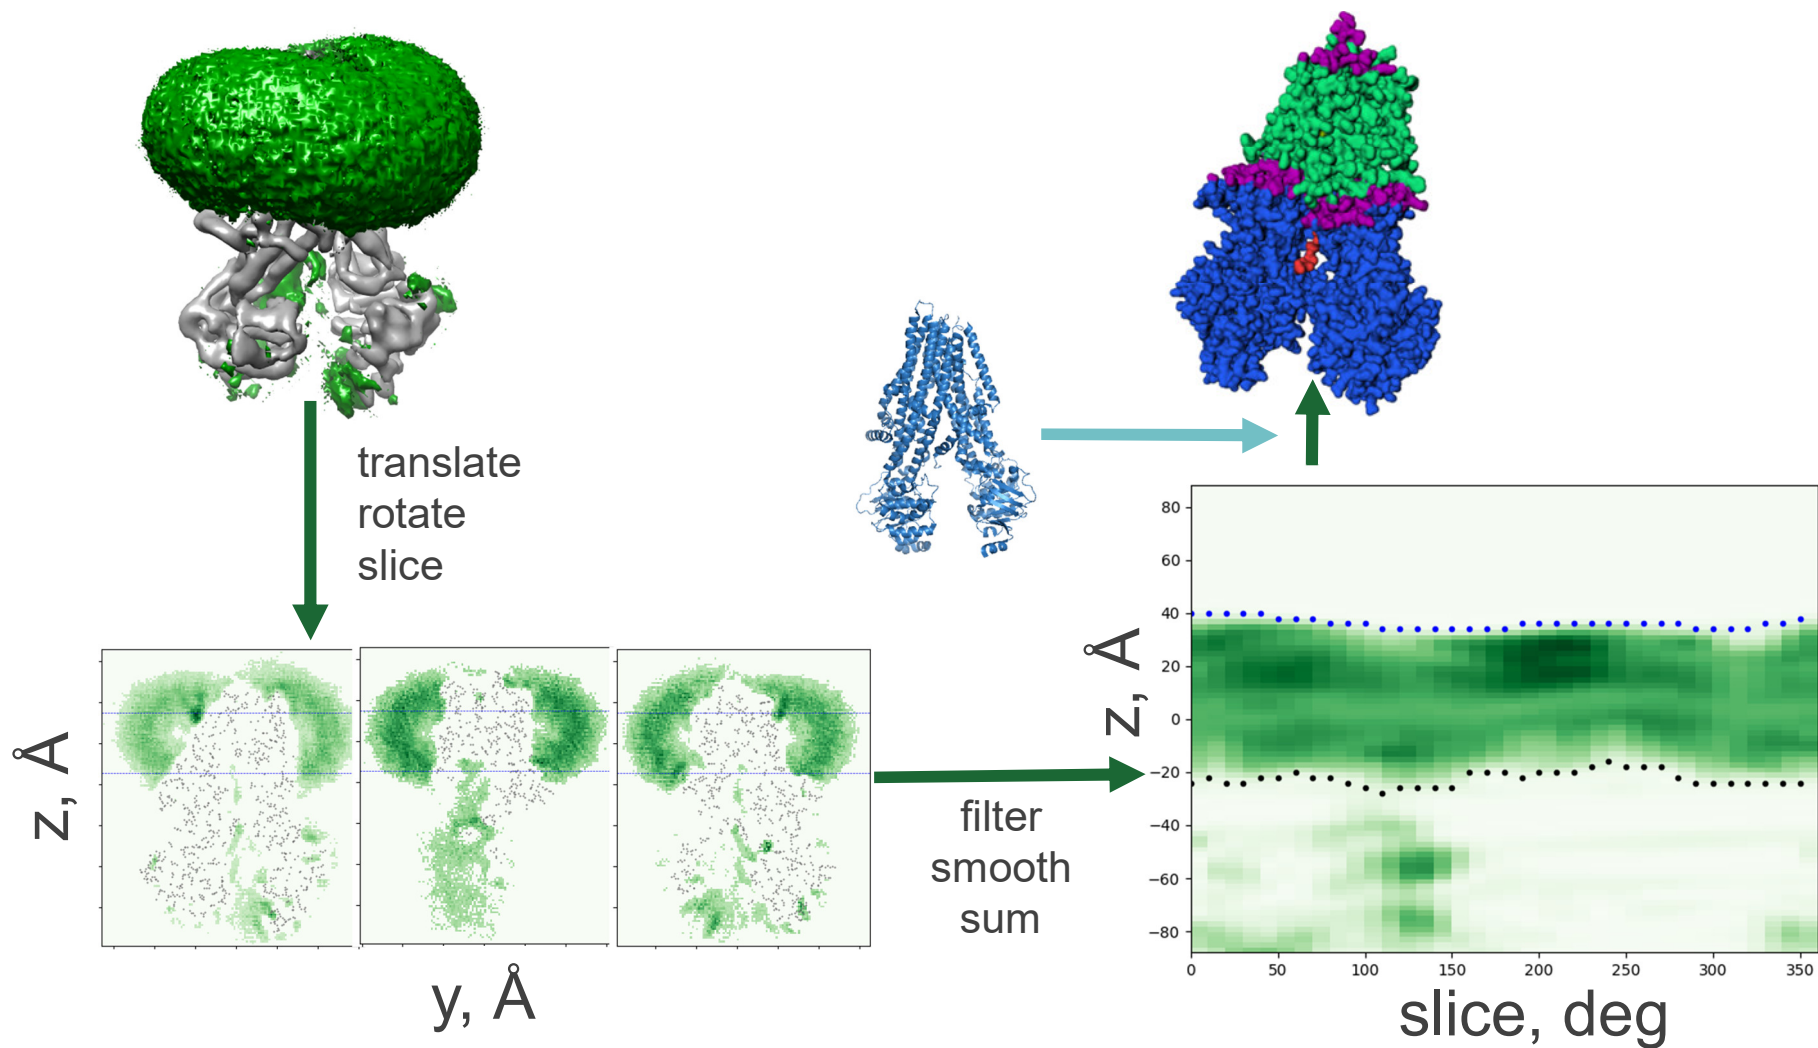 translate
rotate
slice
z, Å
y, Å
filter
smooth
sum
z, Å
80
60
40
20
0
−20
−40
−60
−80
0 50 100 150 200 250 300 350
slice, deg